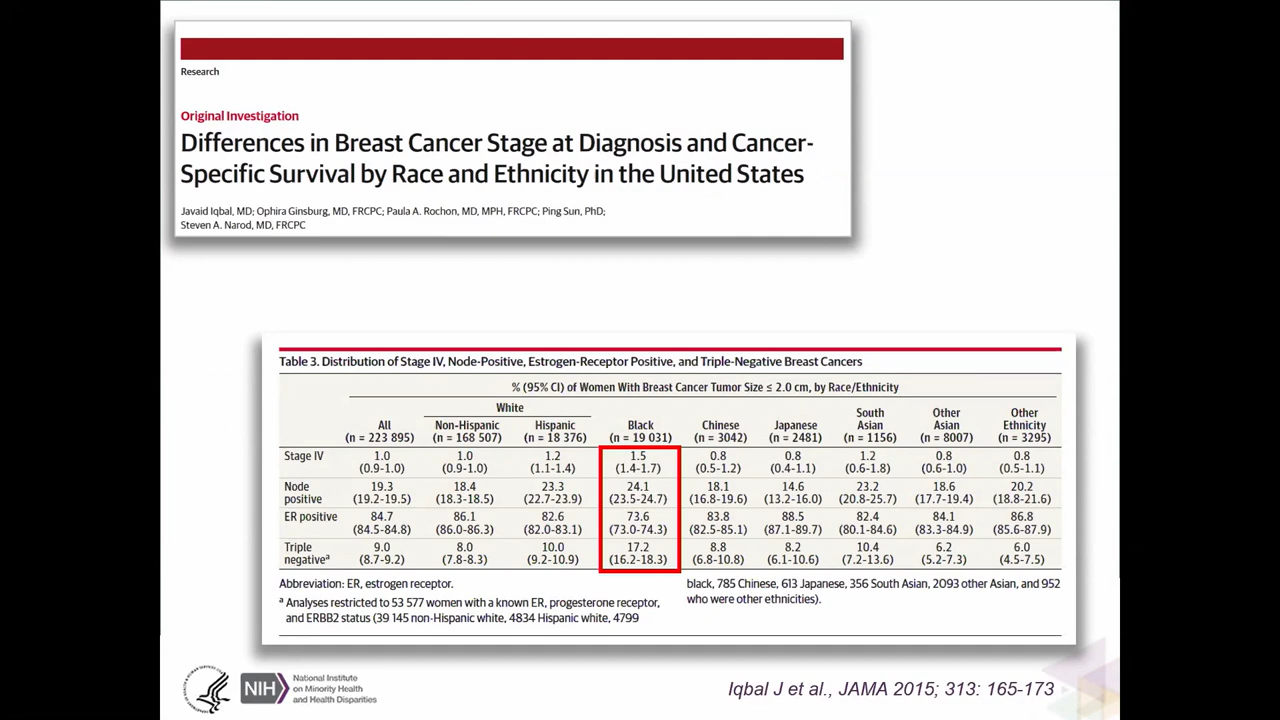 Research
Original Investigation
Differences in Breast Cancer Stage at Diagnosis and Cancer-
Specific Survival by Race and Ethnicity in the United States
Javaid Iqbal, MD; Ophira Ginsburg, MD, FRCPC; Paula A. Rochon, MD, MPH, FRCPC; Ping Sun, PhD;
Steven A. Narod, MD, FRCPC
Table 3. Distribution of Stage IV, Node-Positive, Estrogen-Receptor Positive, and Triple-Negative Breast Cancers
% (95% CI) of Women With Breast Cancer Tumor Size ≤ 2.0 cm, by Race/Ethnicity
White
South Other Other
All Non-Hispanic Hispanic Black Chinese Japanese Asian Asian Ethnicity
(n = 223 895) (n = 168 507) (n = 18 376) (n = 19 031) (n = 3042) (n = 2481) (n = 1156) (n = 8007) (n = 3295)
Stage IV 1.0 1.0 1.2 1.5 0.8 0.8 1.2 0.8 0.8
(0.9-1.0) (0.9-1.0) (1.1-1.4) (1.4-1.7) (0.5-1.2) (0.4-1.1) (0.6-1.8) (0.6-1.0) (0.5-1.1)
Node 19.3 18.4 23.3 24.1 18.1 14.6 23.2 18.6 20.2
positive (19.2-19.5) (18.3-18.5) (22.7-23.9) (23.5-24.7) (16.8-19.6) (13.2-16.0) (20.8-25.7) (17.7-19.4) (18.8-21.6)
ER positive 84.7 86.1 82.6 73.6 83.8 88.5 82.4 84.1 86.8
(84.5-84.8) (86.0-86.3) (82.0-83.1) (73.0-74.3) (82.5-85.1) (87.1-89.7) (80.1-84.6) (83.3-84.9) (85.6-87.9)
Triple 9.0 8.0 10.0 17.2 8.8 8.2 10.4 6.2 6.0
negativeᵃ (8.7-9.2) (7.8-8.3) (9.2-10.9) (16.2-18.3) (6.8-10.8) (6.1-10.6) (7.2-13.6) (5.2-7.3) (4.5-7.5)
Abbreviation: ER, estrogen receptor.
ᵃ Analyses restricted to 53 577 women with a known ER, progesterone receptor,
and ERBB2 status (39 145 non-Hispanic white, 4834 Hispanic white, 4799
black, 785 Chinese, 613 Japanese, 356 South Asian, 2093 other Asian, and 952
who were other ethnicities).
NIH
National Institute
on Minority Health
and Health Disparities
Iqbal J et al., JAMA 2015; 313: 165-173